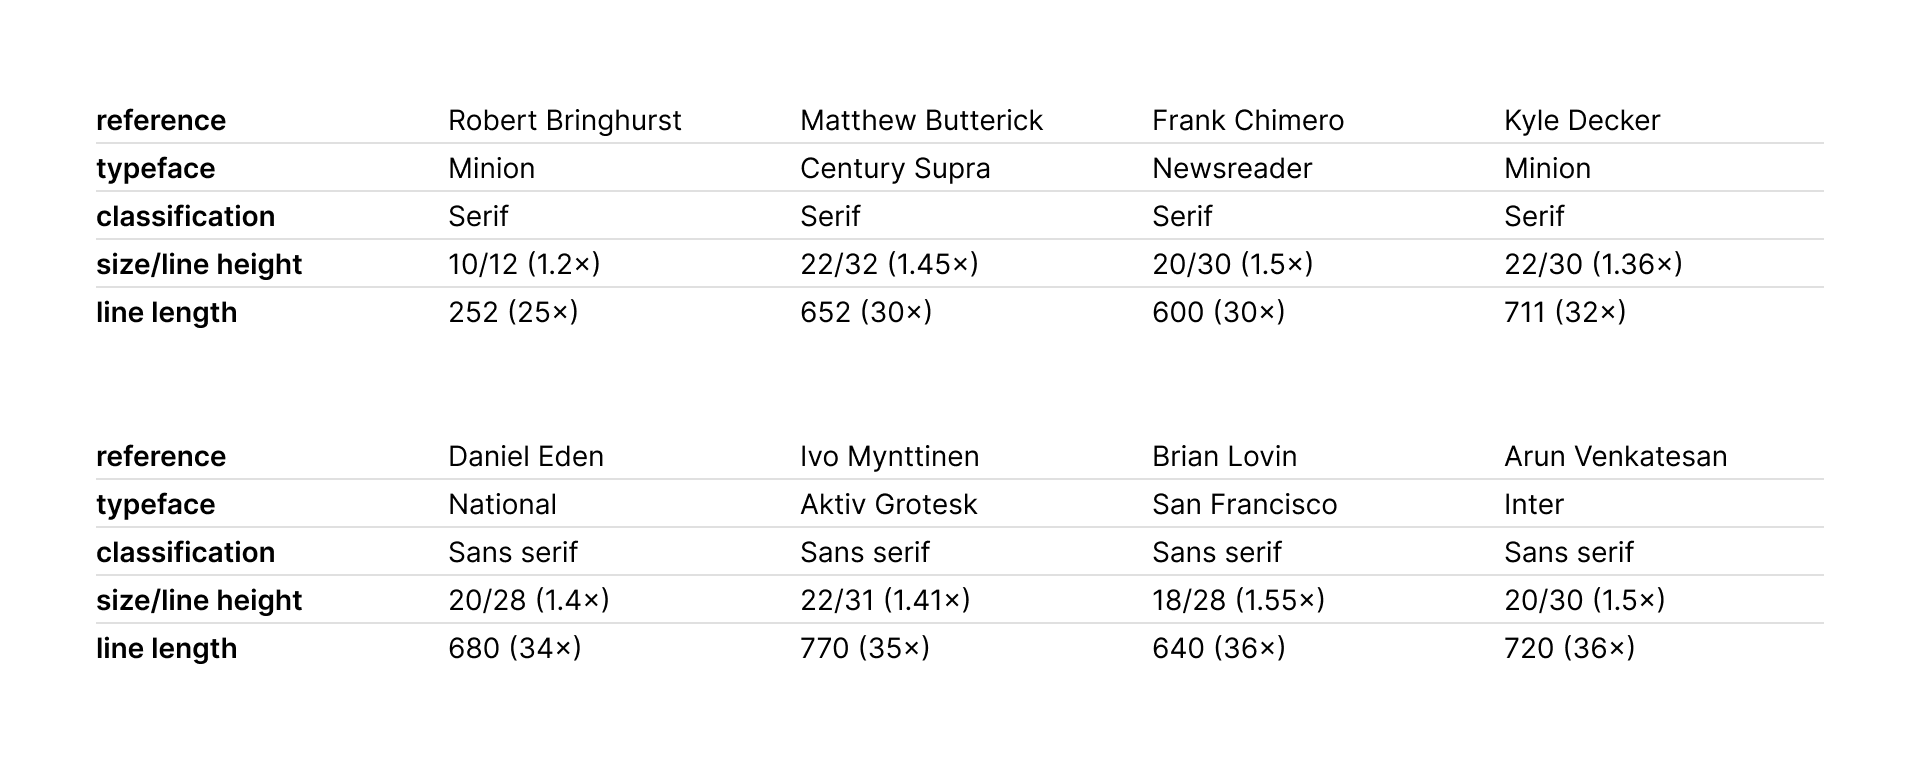 reference Robert Bringhurst Matthew Butterick Frank Chimero Kyle Decker
typeface Minion Century Supra Newsreader Minion
classification Serif Serif Serif Serif
size/line height 10/12 (1.2×) 22/32 (1.45×) 20/30 (1.5×) 22/30 (1.36×)
line length 252 (25×) 652 (30×) 600 (30×) 711 (32×)
reference Daniel Eden Ivo Mynttinen Brian Lovin Arun Venkatesan
typeface National Aktiv Grotesk San Francisco Inter
classification Sans serif Sans serif Sans serif Sans serif
size/line height 20/28 (1.4×) 22/31 (1.41×) 18/28 (1.55×) 20/30 (1.5×)
line length 680 (34×) 770 (35×) 640 (36×) 720 (36×)